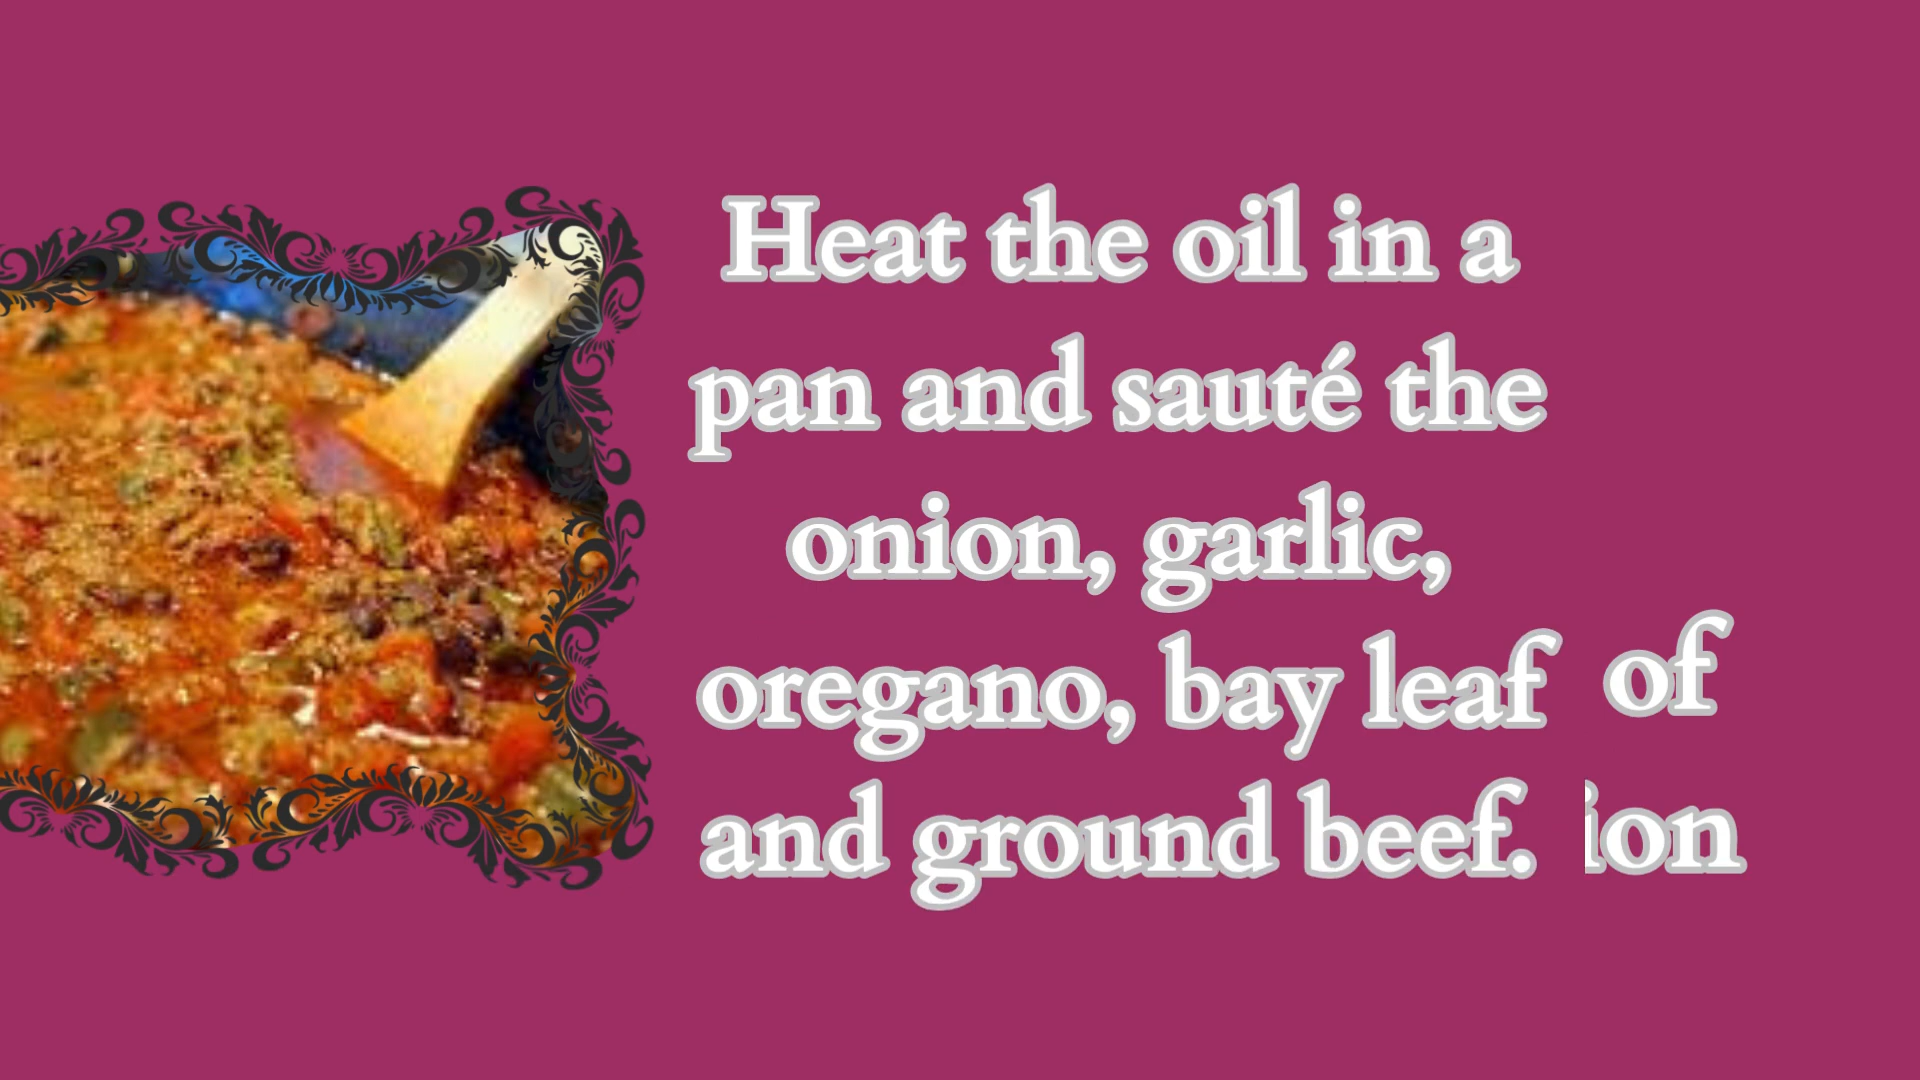 Heat the oil in a
pan and sauté the
onion, garlic,
oregano, bay leaf of
and ground beef. ion